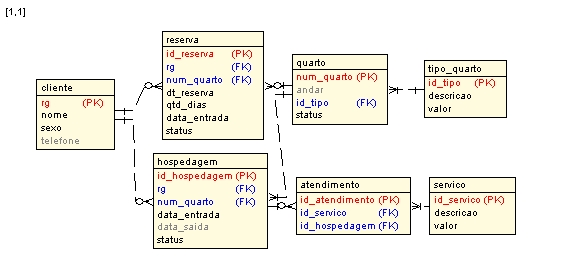 [1,1]
reserva
id_reserva (PK)
rg (FK)
num_quarto (FK)
dt_reserva
qtd_dias
data_entrada
status
quarto
num_quarto (PK)
andar
id_tipo (FK)
status
tipo_quarto
id_tipo (PK)
descricao
valor
cliente
rg (PK)
nome
sexo
telefone
hospedagem
id_hospedagem (PK)
rg (FK)
num_quarto (FK)
data_entrada
data_saida
status
atendimento
id_atendimento (PK)
id_servico (FK)
id_hospedagem (FK)
servico
id_servico (PK)
descricao
valor